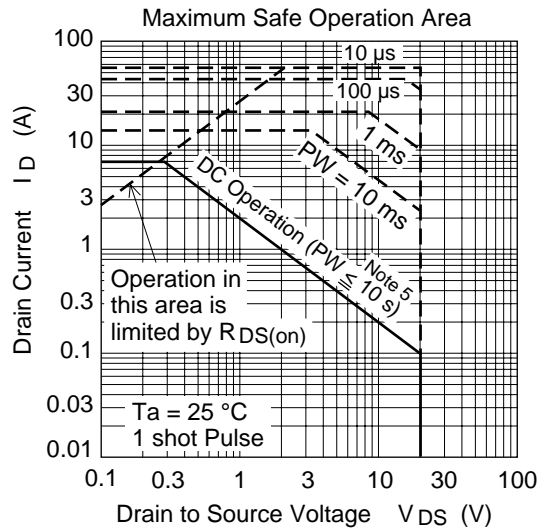 Maximum Safe Operation Area
100
30
10
3
1
0.3
0.1
0.03
0.01
Drain Current I D (A)
10 µs
100 µs
1 ms
PW = 10 ms
DC Operation (PW ≤ 10 s)
Note 5
Operation in
this area is
limited by R DS(on)
Ta = 25 °C
1 shot Pulse
0.1 0.3 1 3 10 30 100
Drain to Source Voltage V DS (V)